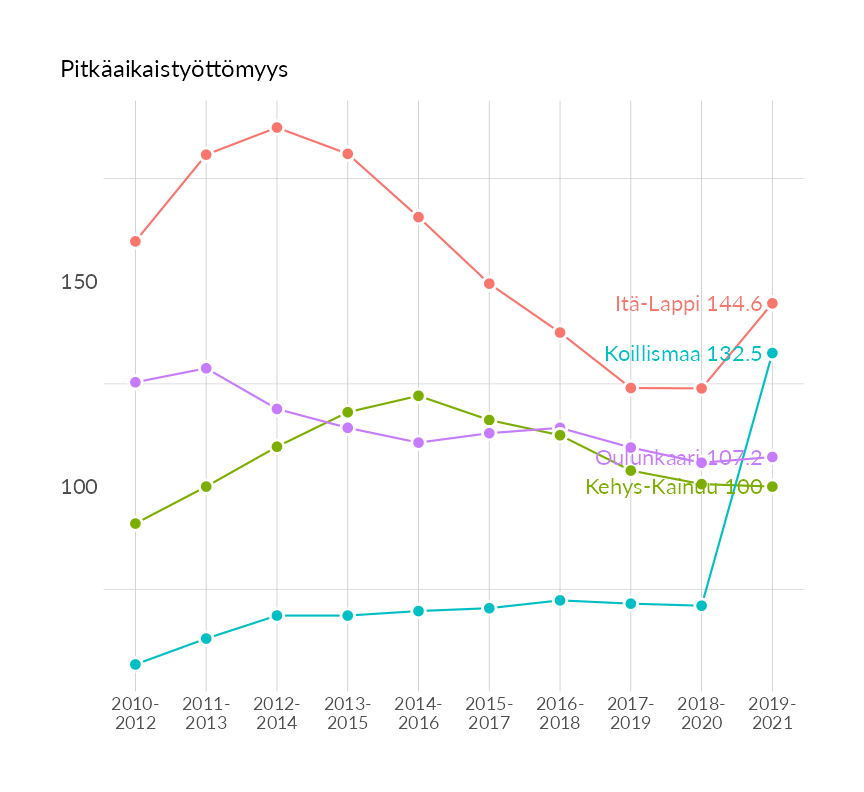 Pitkäaikaistyöttömyys
150
100
Itä-Lappi 144.6
Koillismaa 132.5
Oulunkaari 107.2
Kehys-Kainuu 100
2010- 2011- 2012- 2013- 2014- 2015- 2016- 2017- 2018- 2019-
2012 2013 2014 2015 2016 2017 2018 2019 2020 2021